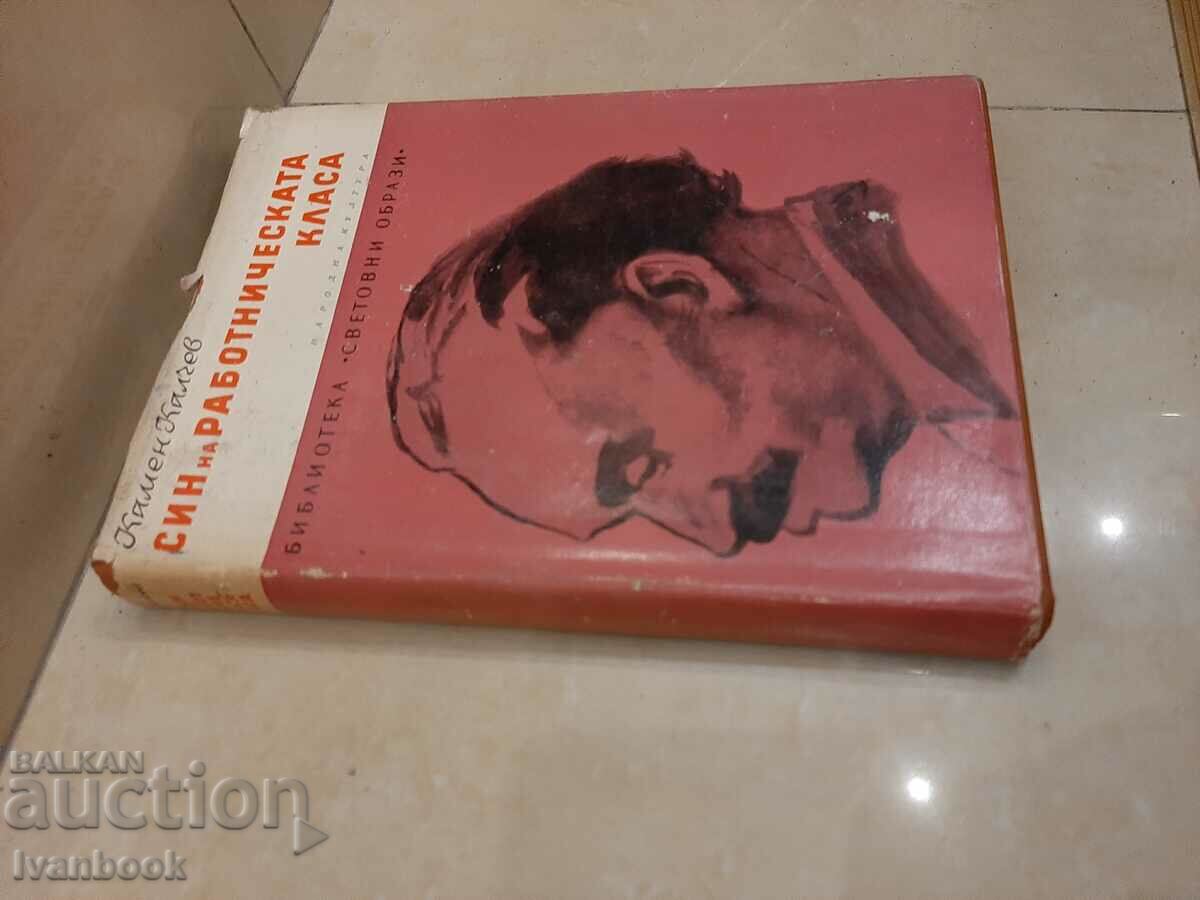 Камен Калчев
СИН НА РАБОТНИЧЕСКАТА
КЛАСА
НАРОДНА КУЛТУРА
БИБЛИОТЕКА "СВЕТОВНИ ОБРАЗИ"
BALKAN
auction
Ivanbook